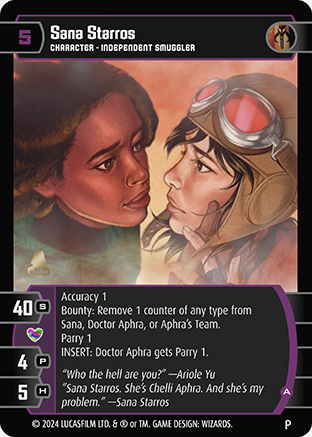 5
Sana Starros
CHARACTER - INDEPENDENT SMUGGLER
40 S
4 P
5 H
Accuracy 1
Bounty: Remove 1 counter of any type from
Sana, Doctor Aphra, or Aphra's Team.
Parry 1
INSERT: Doctor Aphra gets Parry 1.
"Who the hell are you?" —Ariole Yu
"Sana Starros. She's Chelli Aphra. And she's my
problem." —Sana Starros
A
© 2024 LUCASFILM LTD. & ® or TM. GAME DESIGN: WIZARDS.
P